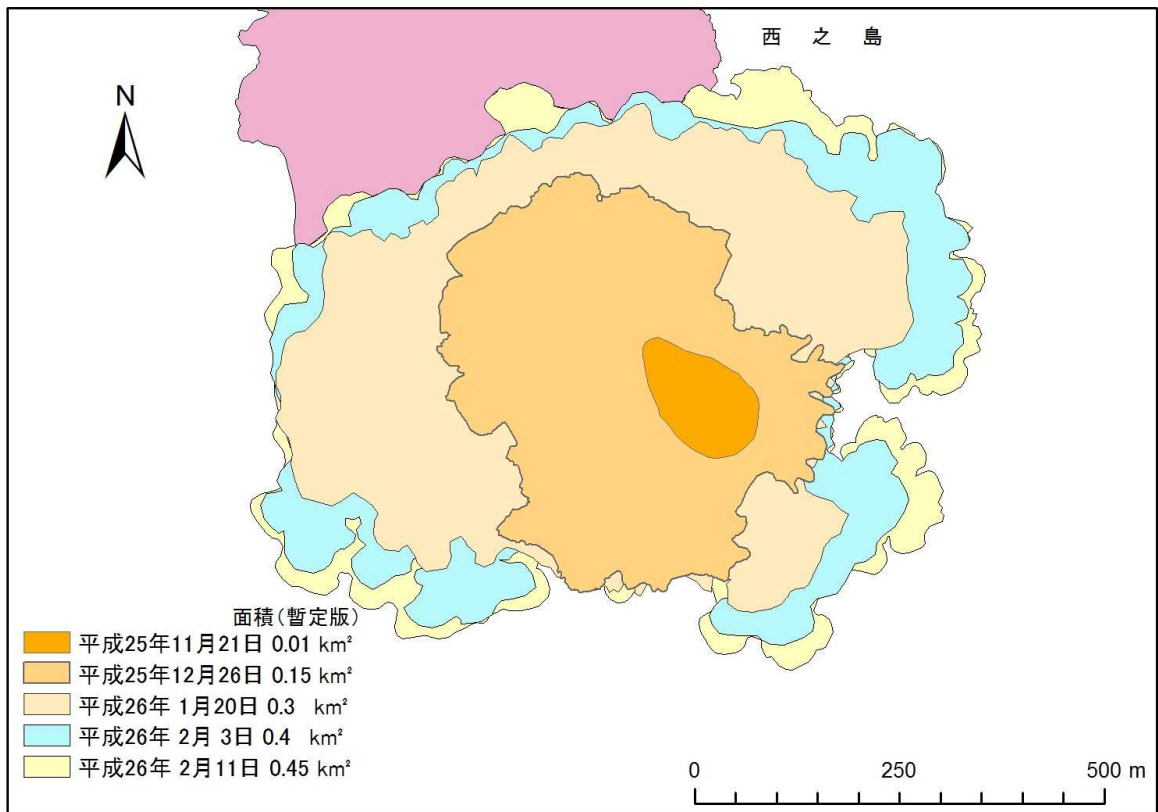 西 之 島
N
面積（暫定版）
平成25年11月21日 0.01 km²
平成25年12月26日 0.15 km²
平成26年 1月20日 0.3 km²
平成26年 2月 3日 0.4 km²
平成26年 2月11日 0.45 km²
0 250 500 m